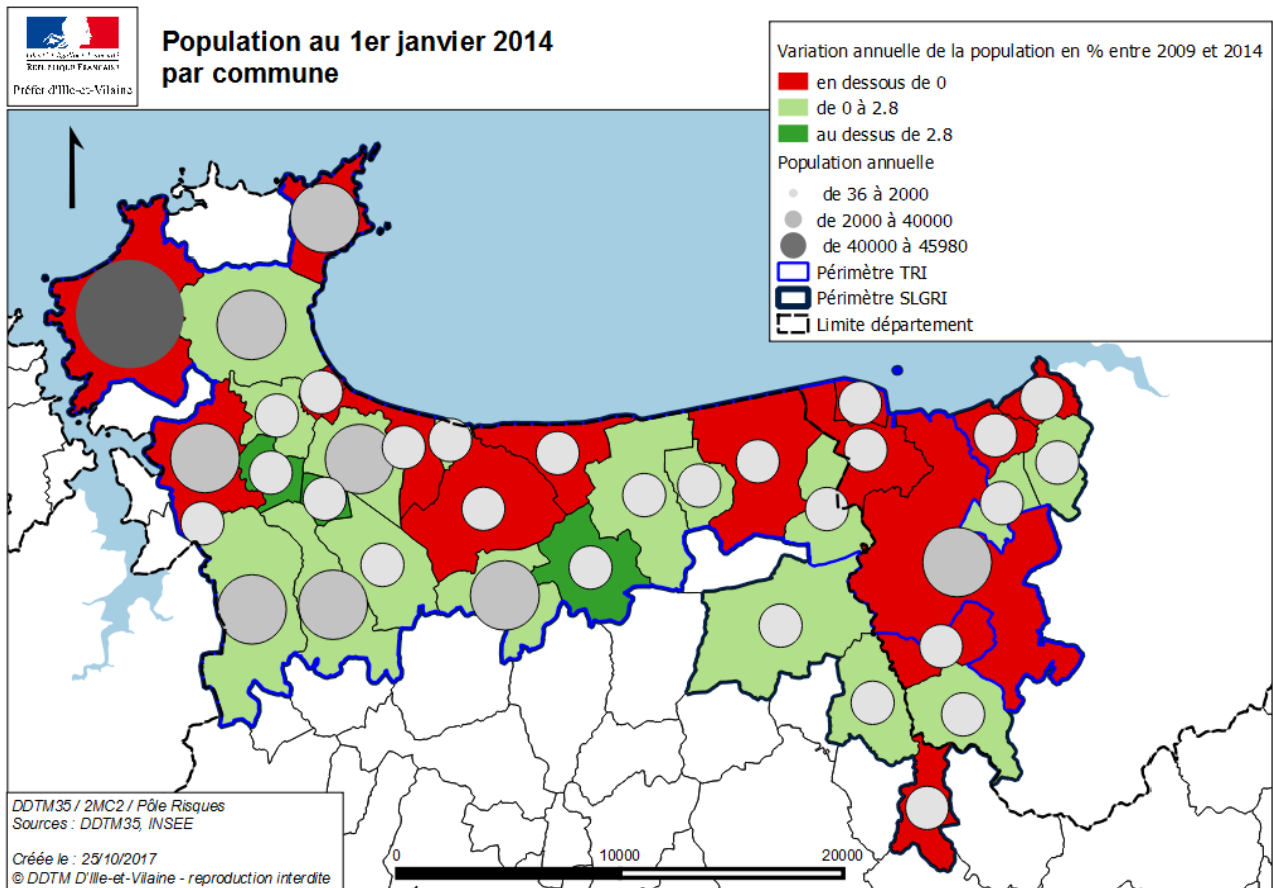 RÉPUBLIQUE FRANÇAISE
Préfet d'Ille-et-Vilaine
Population au 1er janvier 2014
par commune
Variation annuelle de la population en % entre 2009 et 2014
en dessous de 0
de 0 à 2.8
au dessus de 2.8
Population annuelle
de 36 à 2000
de 2000 à 40000
de 40000 à 45980
Périmètre TRI
Périmètre SLGRI
Limite département
DDTM35 / 2MC2 / Pôle Risques
Sources : DDTM35, INSEE
Créée le : 25/10/2017
© DDTM D'Ille-et-Vilaine - reproduction interdite
0 10000 20000